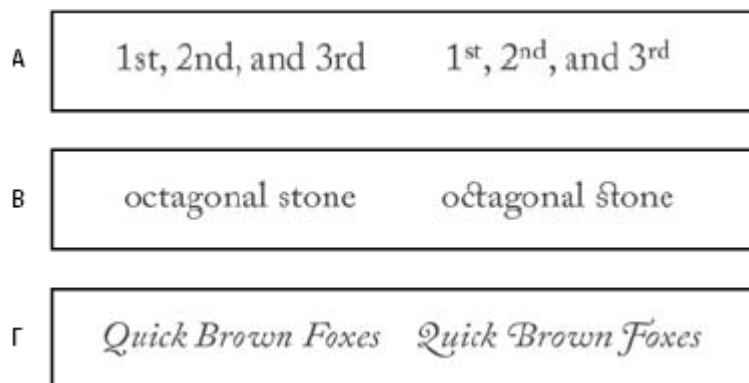 А 1st, 2nd, and 3rd 1ˢᵗ, 2ⁿᵈ, and 3ʳᵈ
В octagonal stone octagonal stone
Г Quick Brown Foxes Quick Brown Foxes